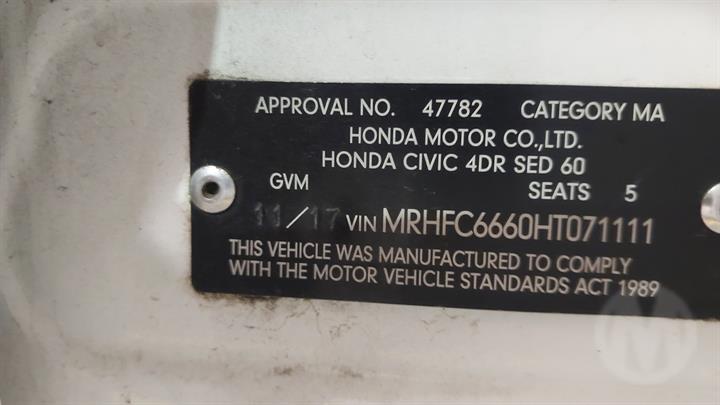 APPROVAL NO. 47782 CATEGORY MA
HONDA MOTOR CO.,LTD.
HONDA CIVIC 4DR SED 60
GVM SEATS 5
11/17 VIN MRHFC6660HT071111
THIS VEHICLE WAS MANUFACTURED TO COMPLY
WITH THE MOTOR VEHICLE STANDARDS ACT 1989
M